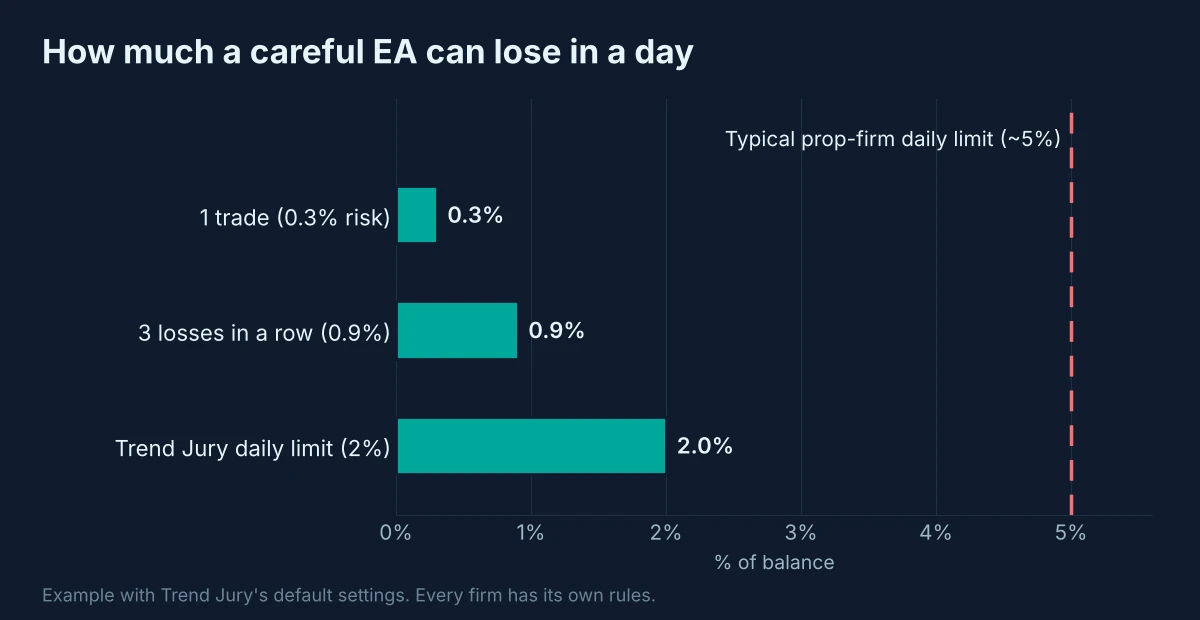 How much a careful EA can lose in a day
Typical prop-firm daily limit (~5%)
1 trade (0.3% risk)
0.3%
3 losses in a row (0.9%)
0.9%
Trend Jury daily limit (2%)
2.0%
0% 1% 2% 3% 4% 5%
% of balance
Example with Trend Jury's default settings. Every firm has its own rules.